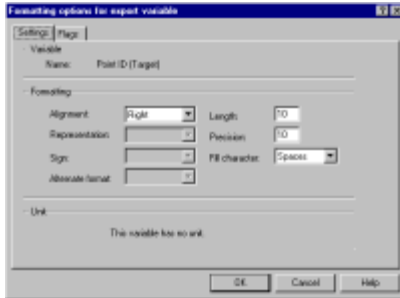 Formatting options for export variable
Settings Flags
Variable
Name: Point ID (Target)
Formatting
Alignment: Right Length: 10
Representation: Precision: 10
Sign: Fill character: Spaces
Alternate format:
Unit
This variable has no unit.
OK Cancel Help